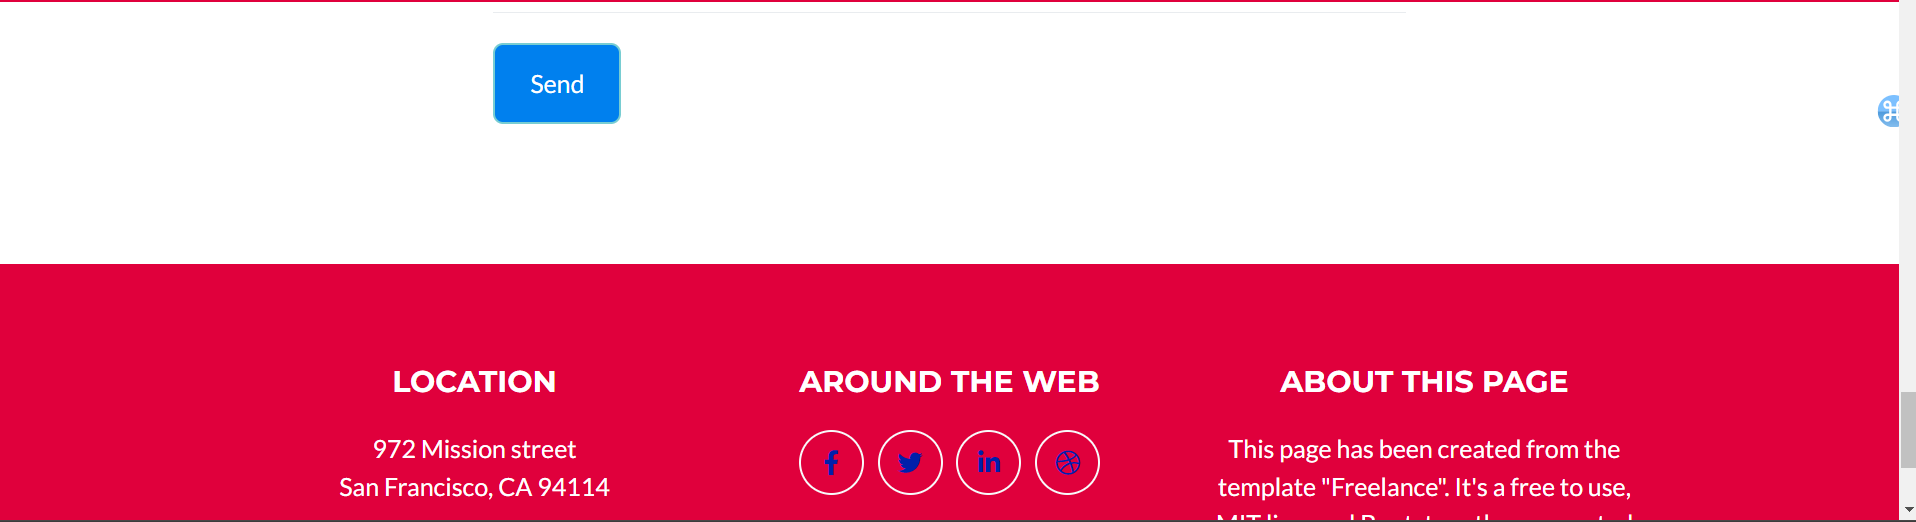 Send
LOCATION
972 Mission street
San Francisco, CA 94114
AROUND THE WEB
ABOUT THIS PAGE
This page has been created from the
template "Freelance". It's a free to use,